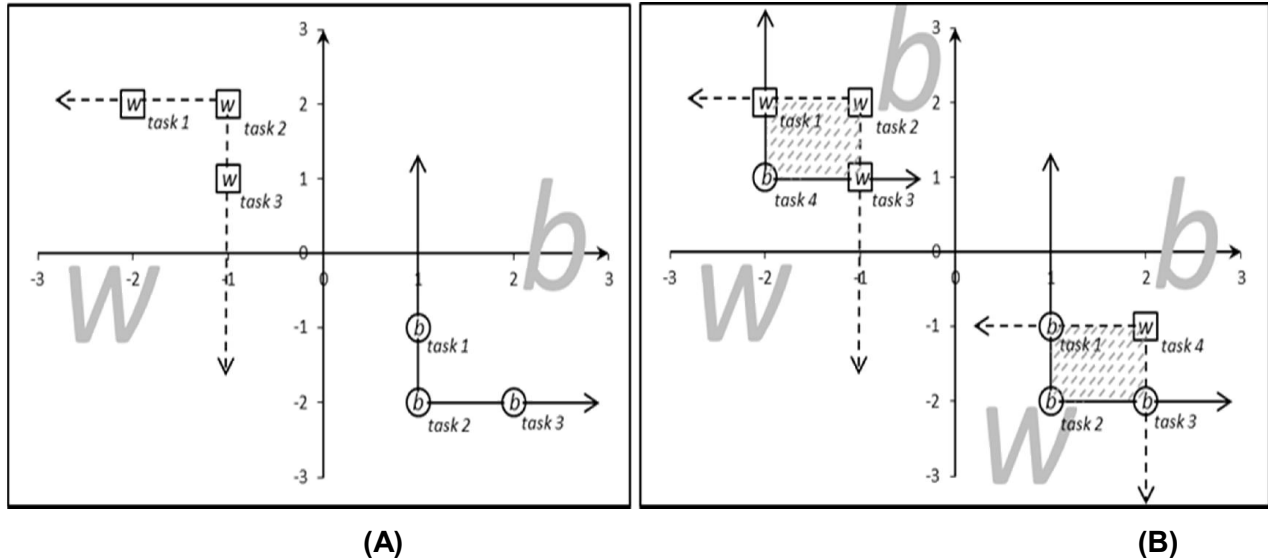 3
w w b
2
task 1 task 2
w
1
task 3
b
0
-3 -2 -1 0 1 2 3
w
-1
b
task 1
-2
b b
task 2 task 3
-3
(A)
3
b
w w
2
task 1 task 2
b w
1
task 4 task 3
b
0
-3 -2 -1 0 1 2 3
w
-1
b w
task 1 task 4
-2
b b
task 2 task 3
w
-3
(B)